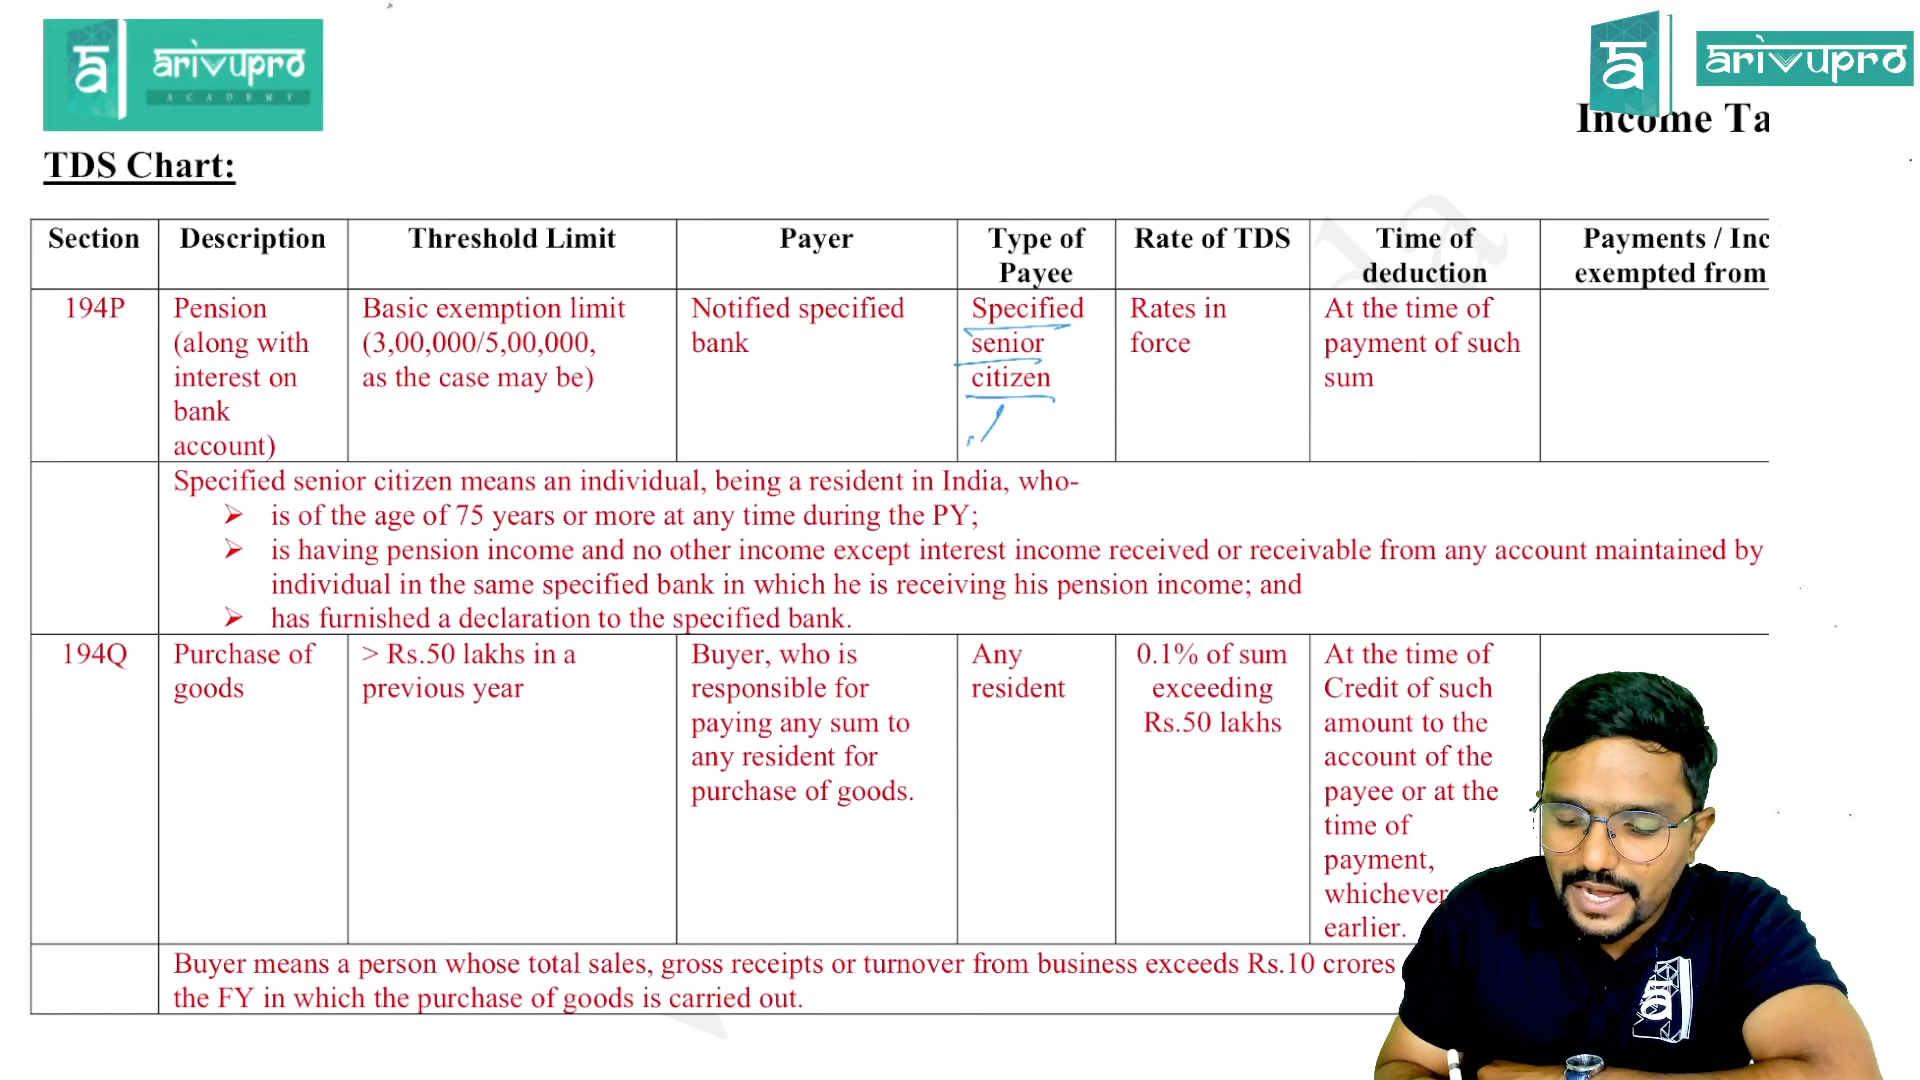 arivupro
ACADEMY
arivupro
Income Ta
TDS Chart:
Section Description Threshold Limit Payer Type of Payee Rate of TDS Time of deduction Payments / Inc exempted from
194P
Pension
(along with
interest on
bank
account)
Basic exemption limit
(3,00,000/5,00,000,
as the case may be)
Notified specified
bank
Specified
senior
citizen
Rates in
force
At the time of
payment of such
sum
Specified senior citizen means an individual, being a resident in India, who-
➢ is of the age of 75 years or more at any time during the PY;
➢ is having pension income and no other income except interest income received or receivable from any account maintained by
individual in the same specified bank in which he is receiving his pension income; and
➢ has furnished a declaration to the specified bank.
194Q
Purchase of
goods
> Rs.50 lakhs in a
previous year
Buyer, who is
responsible for
paying any sum to
any resident for
purchase of goods.
Any
resident
0.1% of sum
exceeding
Rs.50 lakhs
At the time of
Credit of such
amount to the
account of the
payee or at the
time of
payment,
whichever
earlier.
Buyer means a person whose total sales, gross receipts or turnover from business exceeds Rs.10 crores
the FY in which the purchase of goods is carried out.